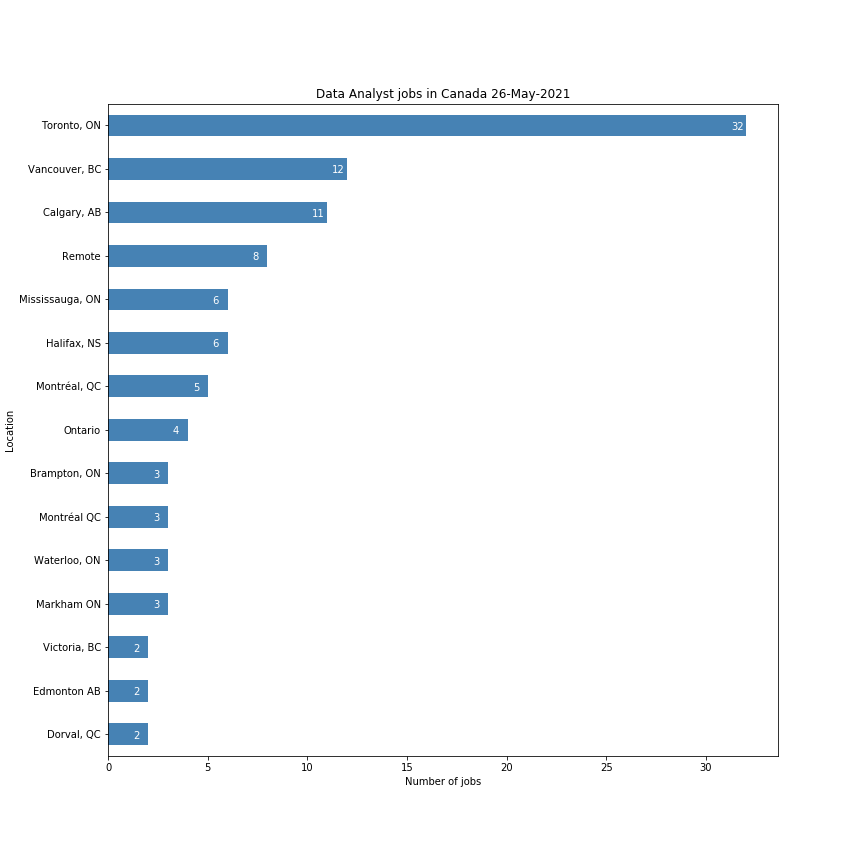 Data Analyst jobs in Canada 26-May-2021
Toronto, ON 32
Vancouver, BC 12
Calgary, AB 11
Remote 8
Mississauga, ON 6
Halifax, NS 6
Montréal, QC 5
Ontario 4
Brampton, ON 3
Montréal QC 3
Waterloo, ON 3
Markham ON 3
Victoria, BC 2
Edmonton AB 2
Dorval, QC 2
Location
0 5 10 15 20 25 30
Number of jobs